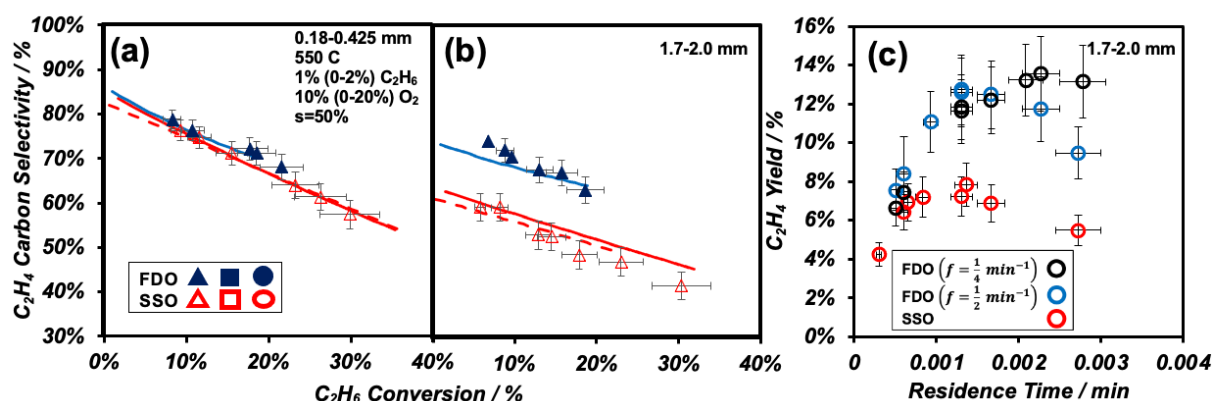 C₂H₄ Carbon Selectivity / %
100%
90%
80%
70%
60%
50%
40%
30%
(a)
0.18-0.425 mm
550 C
1% (0-2%) C₂H₆
10% (0-20%) O₂
s=50%
FDO
SSO
0%
10%
20%
30%
(b)
1.7-2.0 mm
40%
0%
10%
20%
30%
40%
C₂H₆ Conversion / %
C₂H₄ Yield / %
16%
14%
12%
10%
8%
6%
4%
2%
0%
(c)
1.7-2.0 mm
FDO (f = 1/4 min⁻¹)
FDO (f = 1/2 min⁻¹)
SSO
0
0.001
0.002
0.003
0.004
Residence Time / min